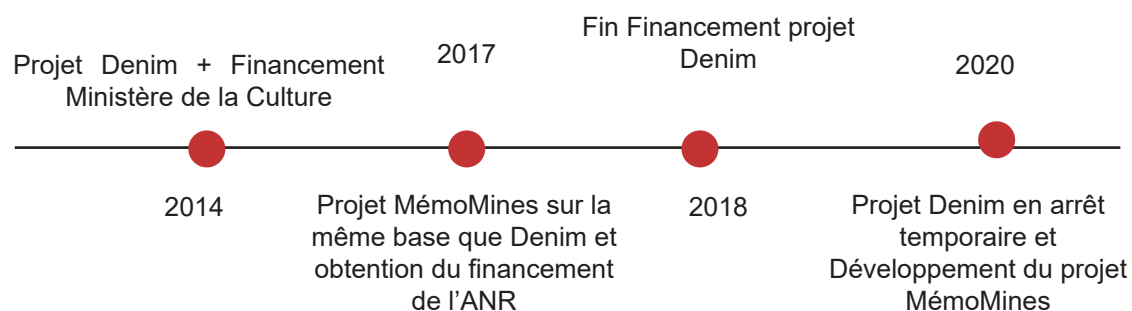 Projet Denim + Financement
Ministère de la Culture
2014
2017
Projet MémoMines sur la
même base que Denim et
obtention du financement
de l'ANR
Fin Financement projet
Denim
2018
2020
Projet Denim en arrêt
temporaire et
Développement du projet
MémoMines